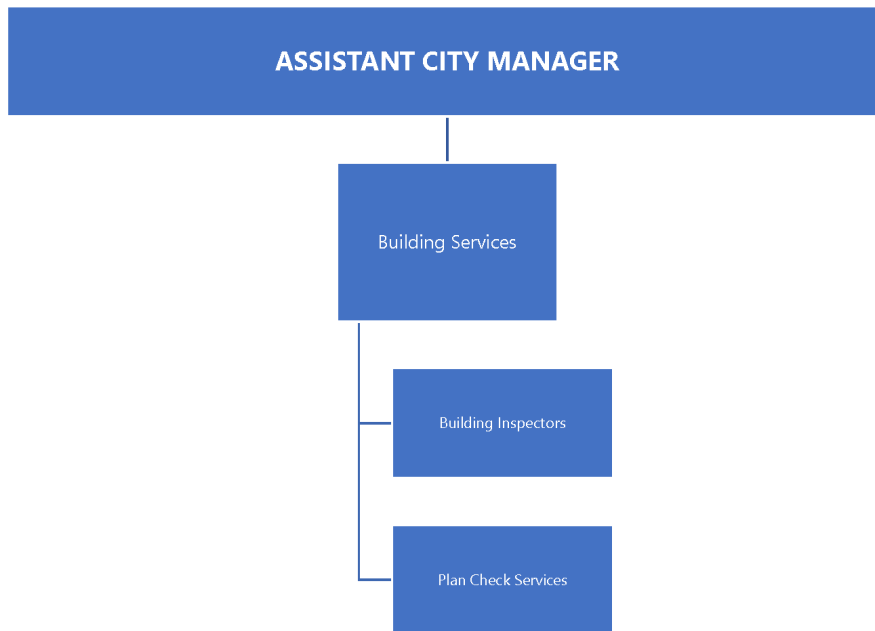 ASSISTANT CITY MANAGER
Building Services
Building Inspectors
Plan Check Services